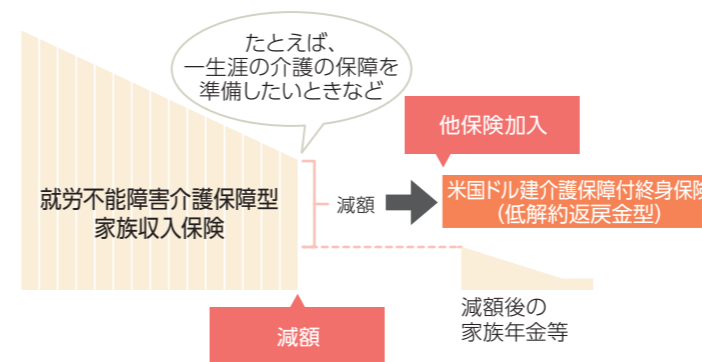 たとえば、
一生涯の介護の保障を
準備したいときなど
他保険加入
就労不能障害介護保障型
家族収入保険
減額
米国ドル建介護保障付終身保険
(低解約返戻金型)
減額
減額後の
家族年金等